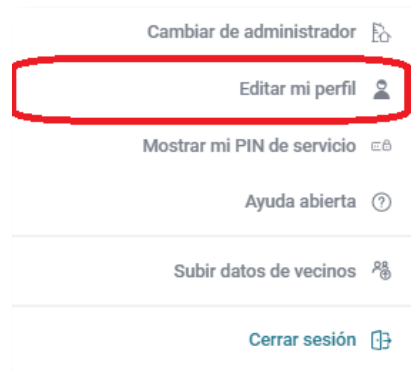 Cambiar de administrador
Editar mi perfil
Mostrar mi PIN de servicio
Ayuda abierta
Subir datos de vecinos
Cerrar sesión